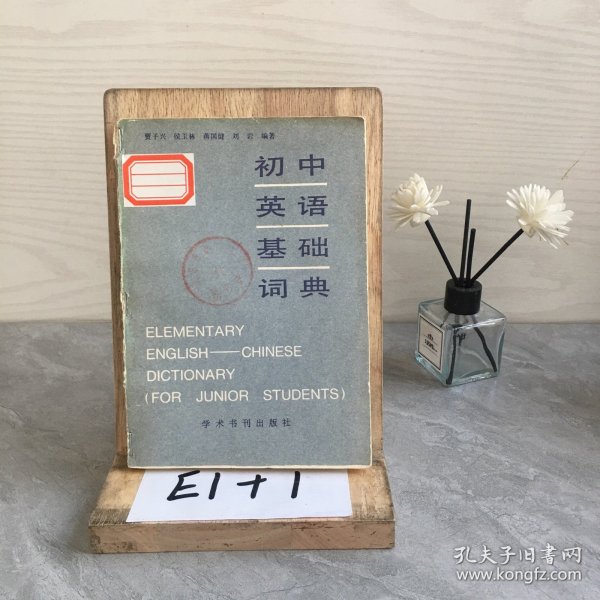 贾子兴 侯玉林 黄国健 刘岩 编著
初中
英语
基础
词典
ELEMENTARY
ENGLISH——CHINESE
DICTIONARY
(FOR JUNIOR STUDENTS)
学术书刊出版社
E1+1
孔夫子旧书网
www.kongfz.com